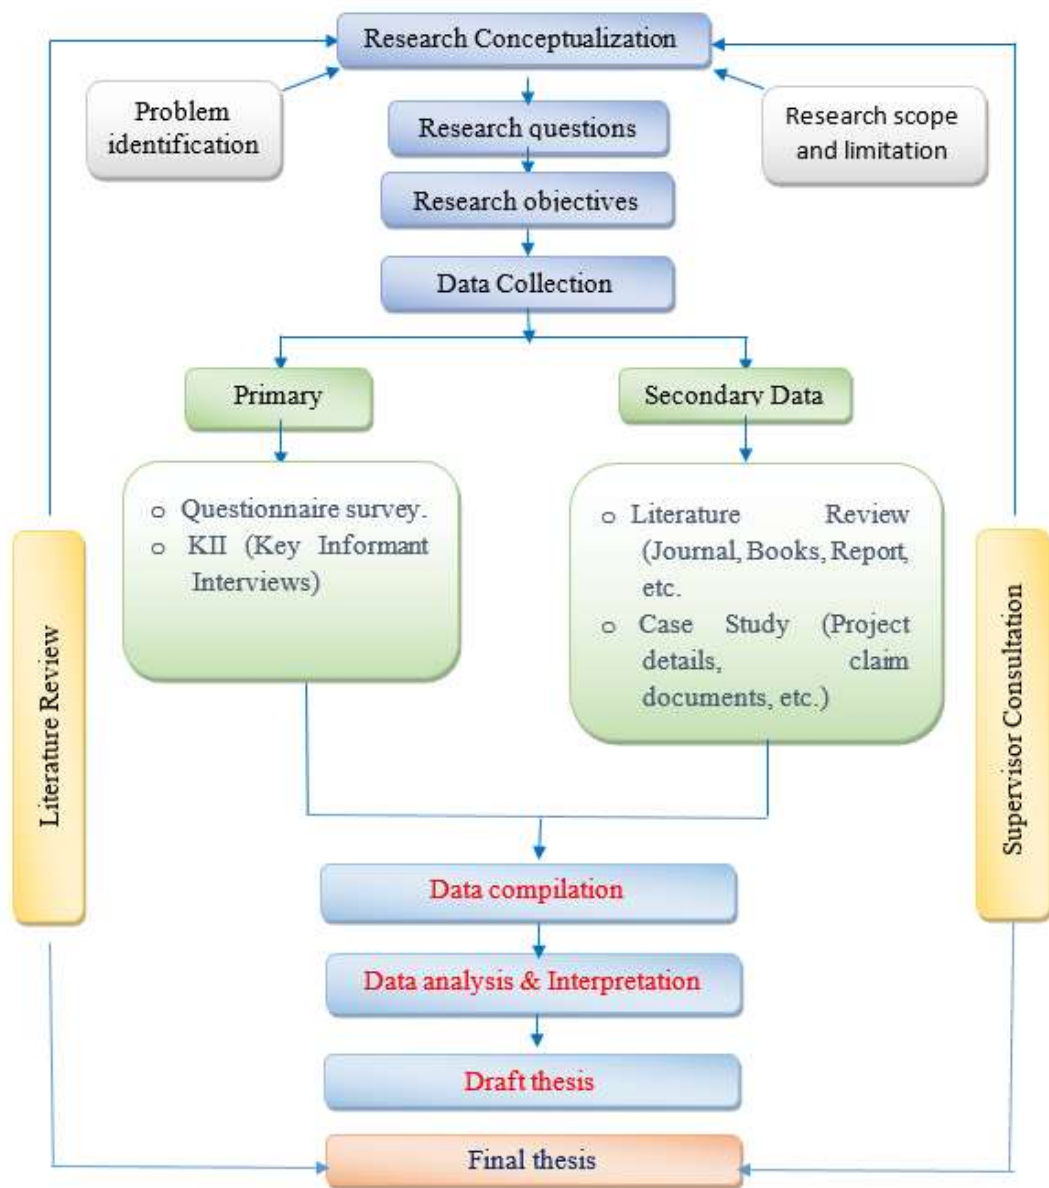 Research Conceptualization
Problem
identification
Research scope
and limitation
Research questions
Research objectives
Data Collection
Primary
Secondary Data
o Questionnaire survey.
o KII (Key Informant
Interviews)
o Literature Review
(Journal, Books, Report,
etc.
o Case Study (Project
details, claim
documents, etc.)
Literature Review
Supervisor Consultation
Data compilation
Data analysis & Interpretation
Draft thesis
Final thesis